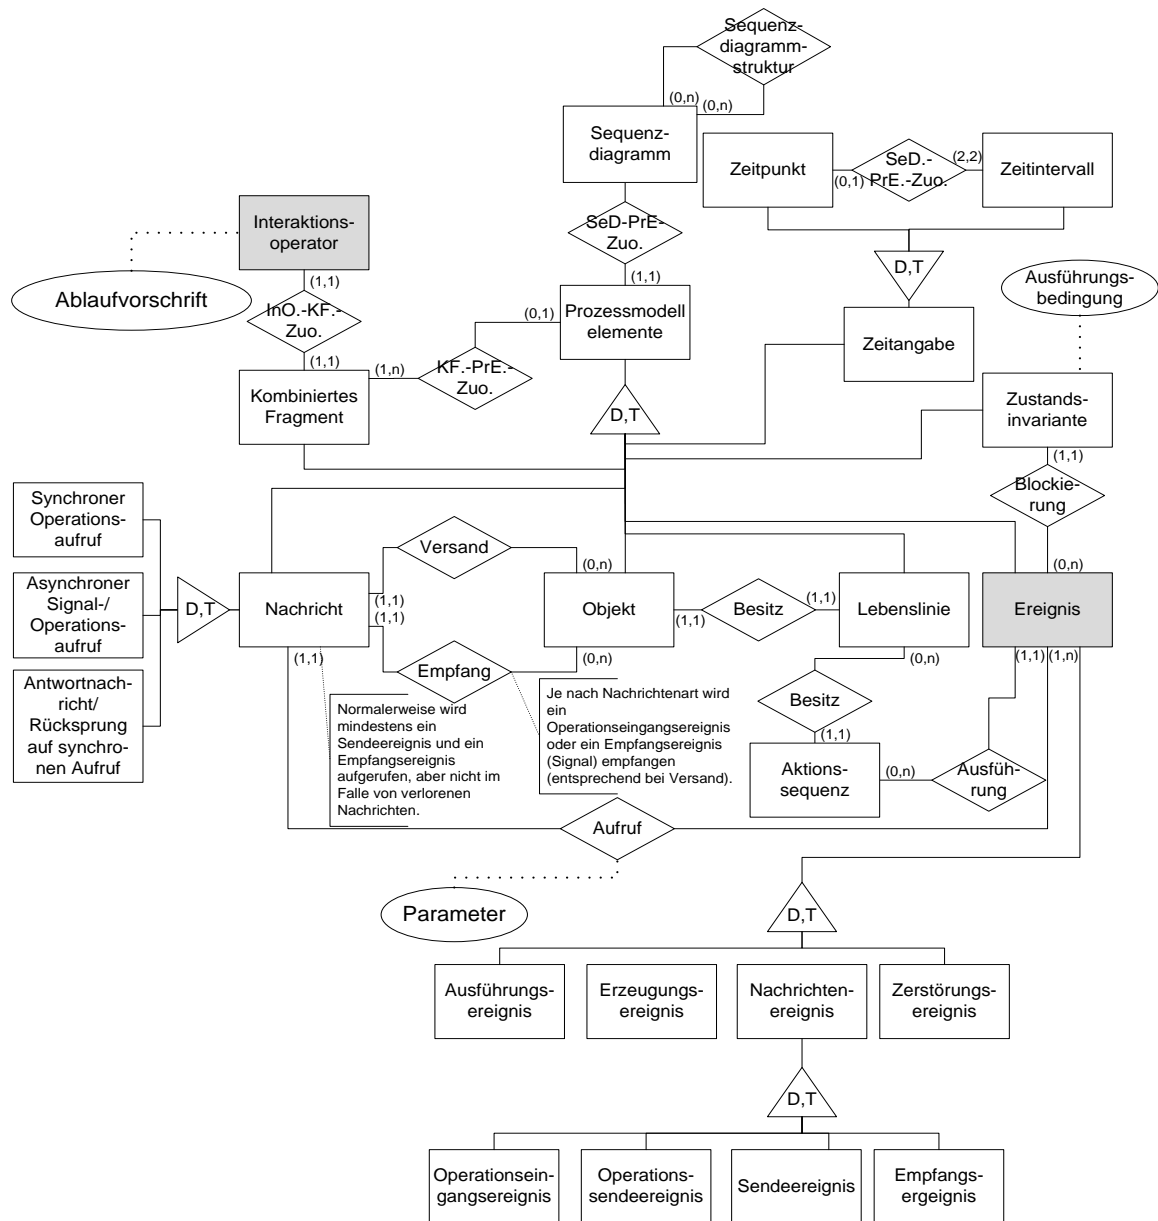 Sequenz-
diagramm-
struktur
(0,n)
(0,n)
Sequenz-
diagramm
Zeitpunkt
(0,1)
SeD.-
PrE.-Zuo.
(2,2)
Zeitintervall
Interaktions-
operator
SeD-PrE-
Zuo.
D,T
Ablaufvorschrift
(1,1)
(1,1)
Ausführungs-
bedingung
InO.-KF.-
Zuo.
(0,1)
Prozessmodell
elemente
Zeitangabe
(1,1)
Kombiniertes
Fragment
(1,n)
KF.-PrE.-
Zuo.
D,T
Zustands-
invariante
(1,1)
Blockie-
rung
Synchroner
Operations-
aufruf
Versand
(0,n)
(0,n)
Asynchroner
Signal-/
Operations-
aufruf
D,T
Nachricht
(1,1)
(1,1)
Objekt
(1,1)
Besitz
(1,1)
Lebenslinie
Ereignis
(1,1)
Empfang
(0,n)
(0,n)
(1,1)
(1,n)
Antwortnach-
richt/
Rücksprung
auf synchro-
nen Aufruf
Normalerweise wird
mindestens ein
Sendeereignis und ein
Empfangsereignis
aufgerufen, aber nicht im
Falle von verlorenen
Nachrichten.
Je nach Nachrichtenart wird
ein
Operationseingangsereignis
oder ein Empfangsereignis
(Signal) empfangen
(entsprechend bei Versand).
Besitz
(1,1)
Aktions-
sequenz
(0,n)
Ausfüh-
rung
Aufruf
Parameter
D,T
Ausführungs-
ereignis
Erzeugungs-
ereignis
Nachrichten-
ereignis
Zerstörungs-
ereignis
D,T
Operationsein-
gangsereignis
Operations-
sendeereignis
Sendeereignis
Empfangs-
ergeignis